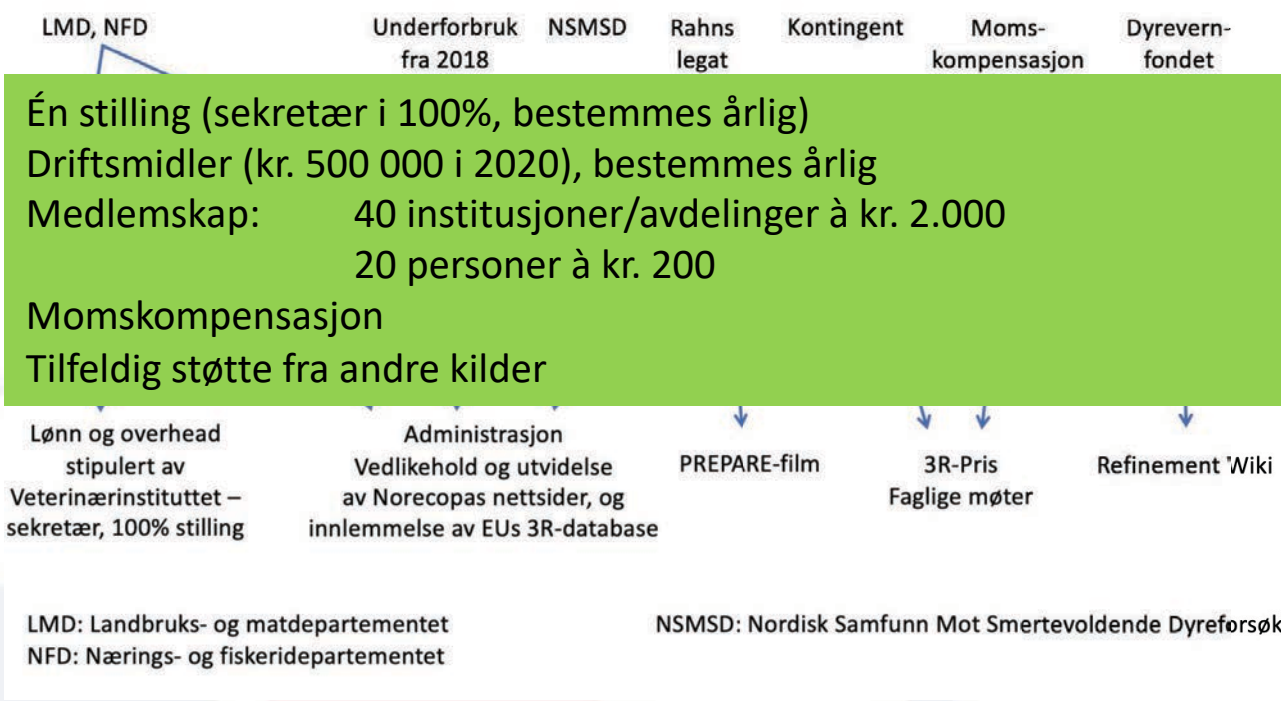 LMD, NFD
Underforbruk fra 2018
NSMSD
Rahns legat
Kontingent
Moms-
kompensasjon
Dyrevern-
fondet
Én stilling (sekretær i 100%, bestemmes årlig)
Driftsmidler (kr. 500 000 i 2020), bestemmes årlig
Medlemskap: 40 institusjoner/avdelinger à kr. 2.000
20 personer à kr. 200
Momskompensasjon
Tilfeldig støtte fra andre kilder
Lønn og overhead
stipulert av
Veterinærinstituttet –
sekretær, 100% stilling
Administrasjon
Vedlikehold og utvidelse
av Norecopas nettsider, og
innlemmelse av EUs 3R-database
PREPARE-film
3R-Pris
Faglige møter
Refinement Wiki
LMD: Landbruks- og matdepartementet
NFD: Nærings- og fiskeridepartementet
NSMSD: Nordisk Samfunn Mot Smertevoldende Dyreforsøk